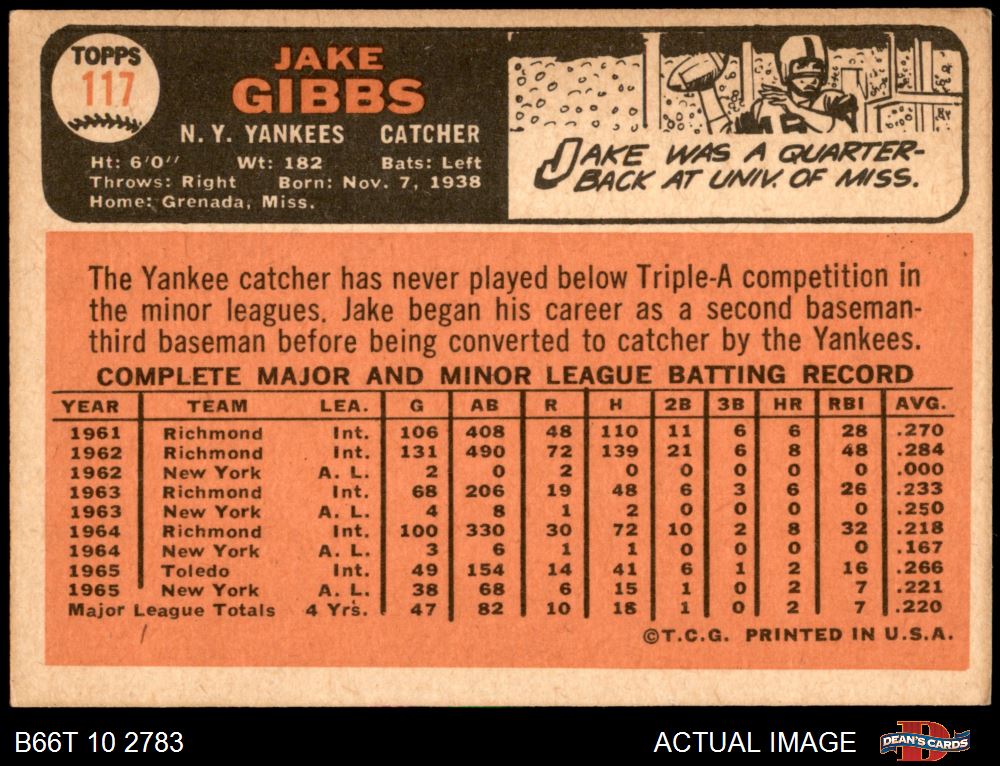 TOPPS
117
JAKE
GIBBS
N. Y. YANKEES CATCHER
Ht: 6'0" Wt: 182 Bats: Left
Throws: Right Born: Nov. 7, 1938
Home: Grenada, Miss.
JAKE WAS A QUARTER-
BACK AT UNIV. OF MISS.
The Yankee catcher has never played below Triple-A competition in
the minor leagues. Jake began his career as a second baseman-
third baseman before being converted to catcher by the Yankees.
COMPLETE MAJOR AND MINOR LEAGUE BATTING RECORD
YEAR TEAM LEA. G AB R H 2B 3B HR RBI AVG.
1961 Richmond Int. 106 408 48 110 11 6 6 28 .270
1962 Richmond Int. 131 490 72 139 21 6 8 48 .284
1962 New York A. L. 2 0 2 0 0 0 0 0 .000
1963 Richmond Int. 68 206 19 48 6 3 6 26 .233
1963 New York A. L. 4 8 1 2 0 0 0 0 .250
1964 Richmond Int. 100 330 30 72 10 2 8 32 .218
1964 New York A. L. 3 6 1 1 0 0 0 0 .167
1965 Toledo Int. 49 154 14 41 6 1 2 16 .266
1965 New York A. L. 38 68 6 15 1 0 2 7 .221
Major League Totals 4 Yrs. 47 82 10 18 1 0 2 7 .220
©T.C.G. PRINTED IN U.S.A.
B66T 10 2783 ACTUAL IMAGE
DEAN'S CARDS